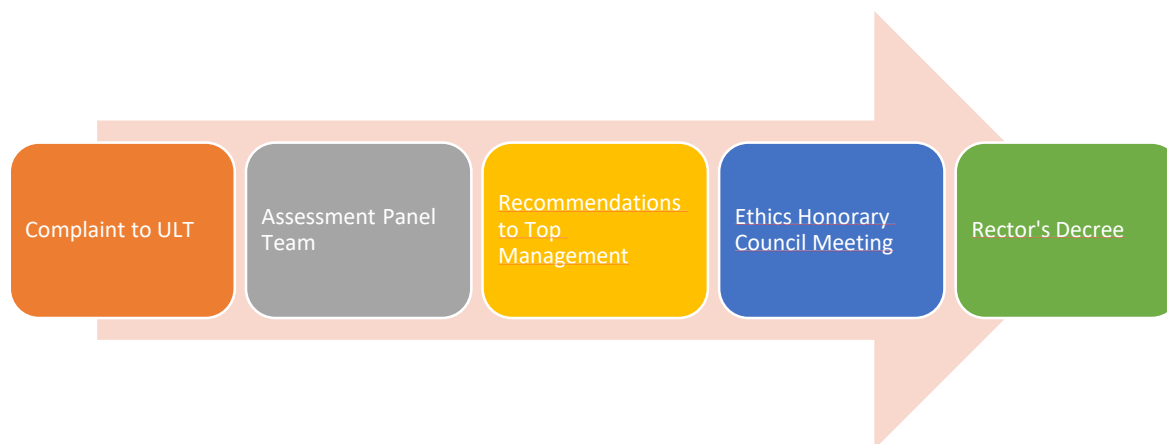 Complaint to ULT
Assessment Panel
Team
Recommendations
to Top
Management
Ethics Honorary
Council Meeting
Rector's Decree